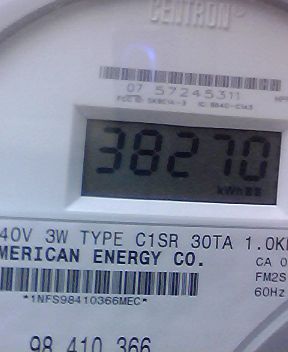 CENTRON®
07 57245311
38270
kWh
40V 3W TYPE C1SR 30TA 1.0K
MERICAN ENERGY CO.
CA 0
FM2S
60Hz
*1NFS98410366MEC*
98 410 366